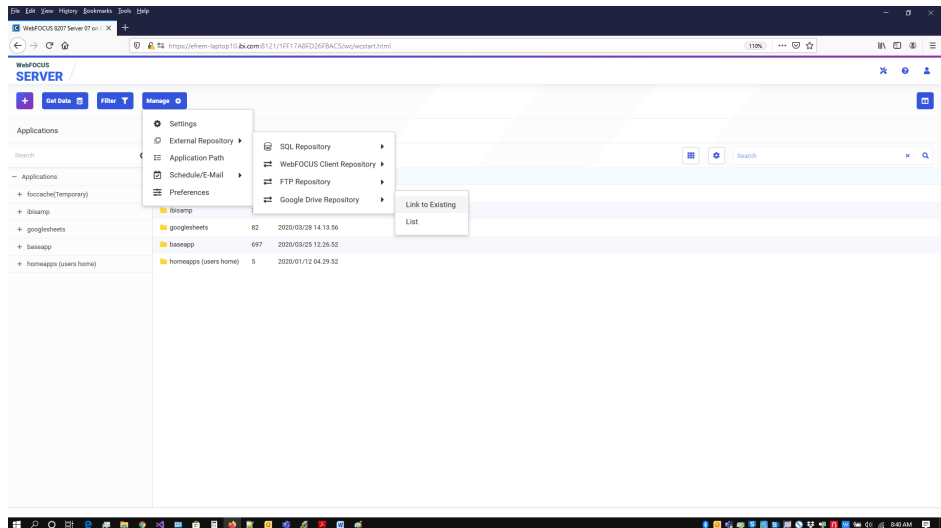 File Edit View History Bookmarks Tools Help
WebFOCUS 8207 Server 07 on
https://efrem-laptop10.ibi.com:8121/1FF17A8FD26FBAC5/wc/wcstart.html
110%
WebFOCUS
SERVER
Get Data
Filter
Manage
Applications
Settings
External Repository
Application Path
Schedule/E-Mail
Preferences
SQL Repository
WebFOCUS Client Repository
FTP Repository
Google Drive Repository
Link to Existing
List
Search
Search
Applications
foccache(Temporary)
ibisamp
googlesheets
baseapp
homeapps (users home)
ibisamp
googlesheets 82 2020/03/28 14.13.56
baseapp 697 2020/03/25 12.26.52
homeapps (users home) 5 2020/01/12 04.29.52
8:40 AM